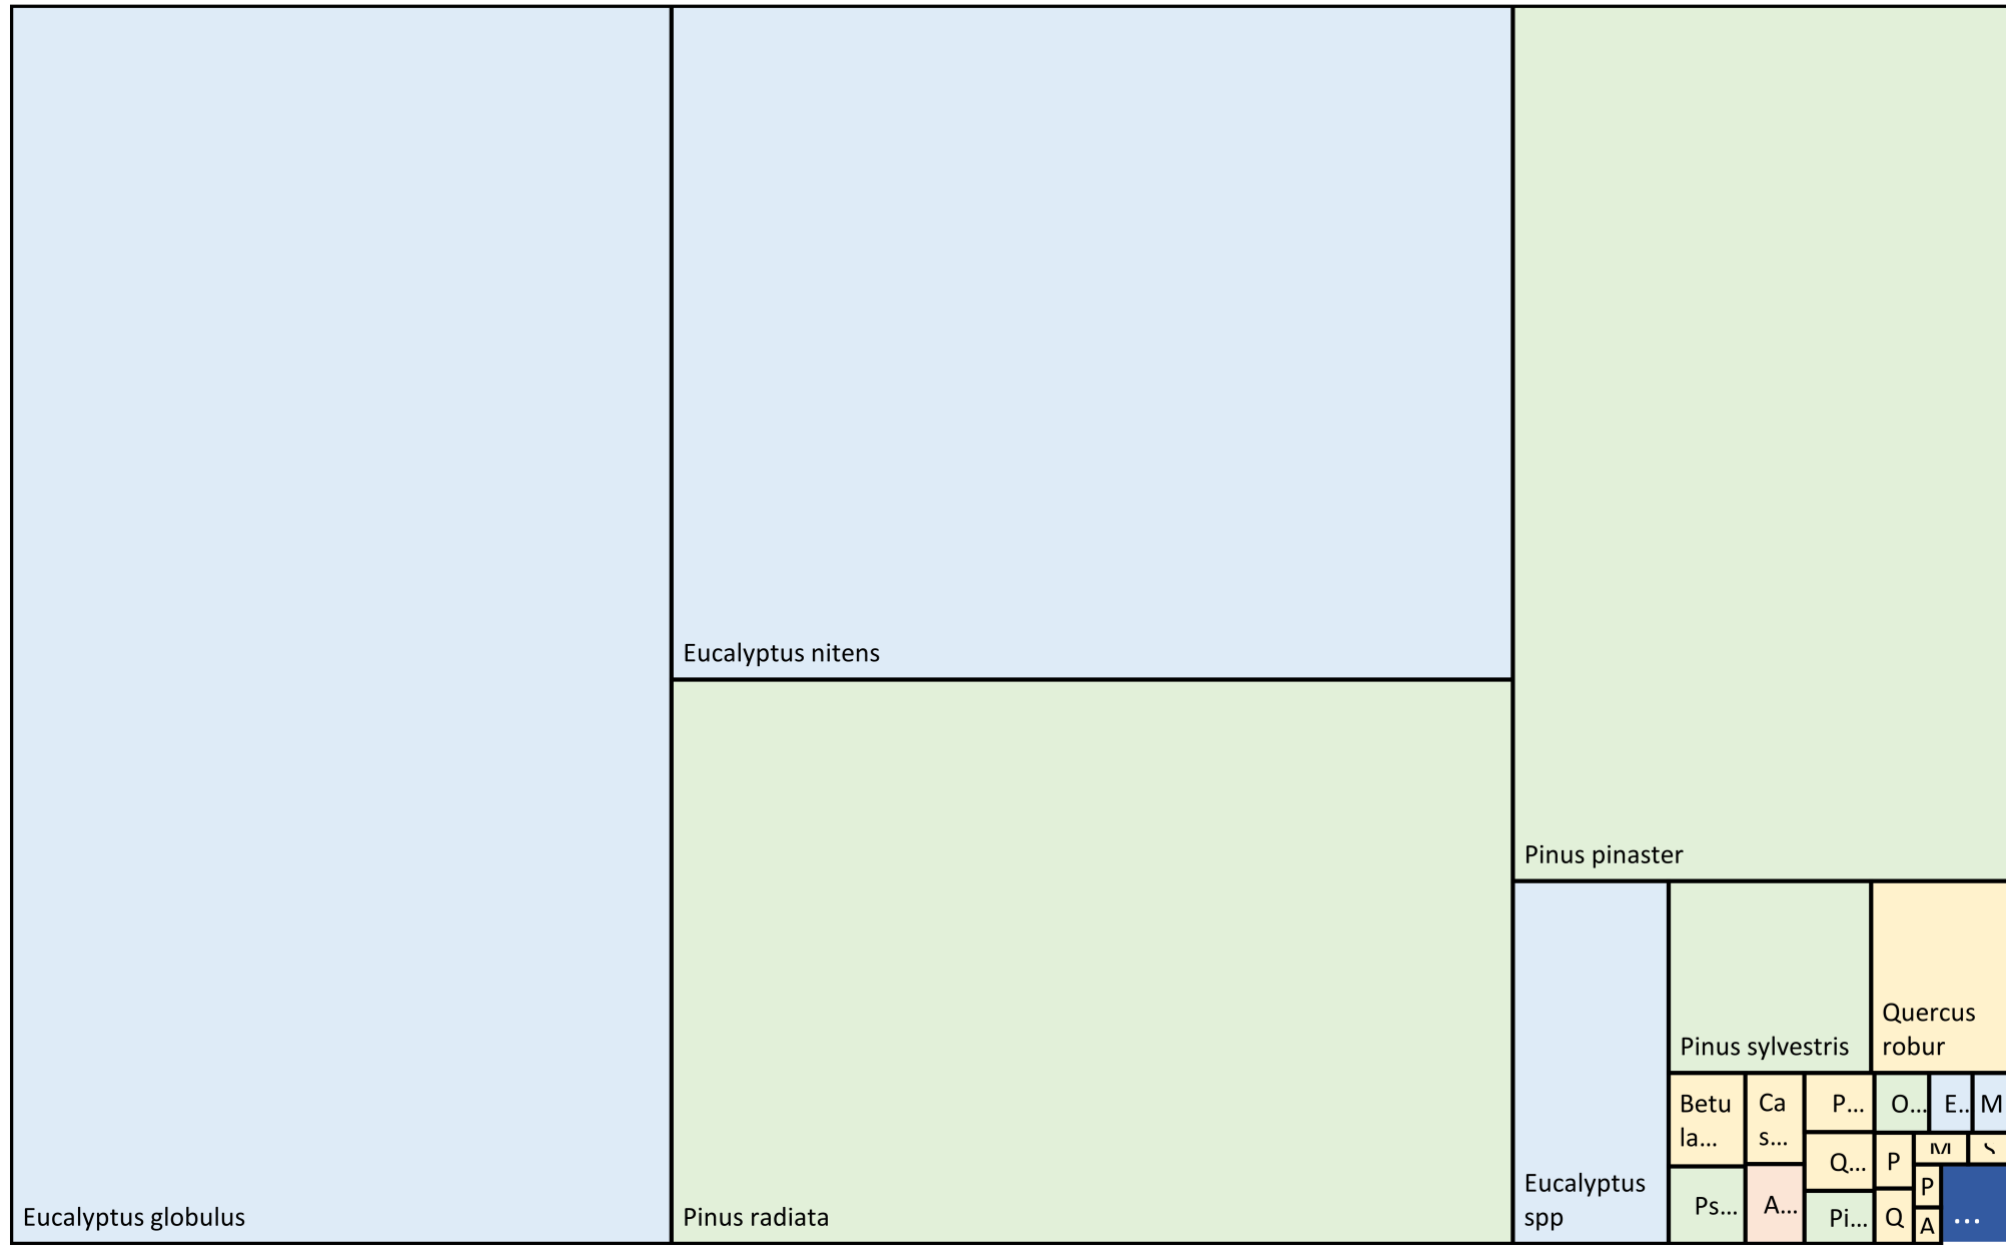 Eucalyptus globulus
Eucalyptus nitens
Pinus radiata
Pinus pinaster
Eucalyptus
spp
Pinus sylvestris
Quercus
robur
Betu
la...
Ca
s...
P...
O...
E..
M
Q...
P
M
Ps...
A...
Pi...
Q
P
A
...